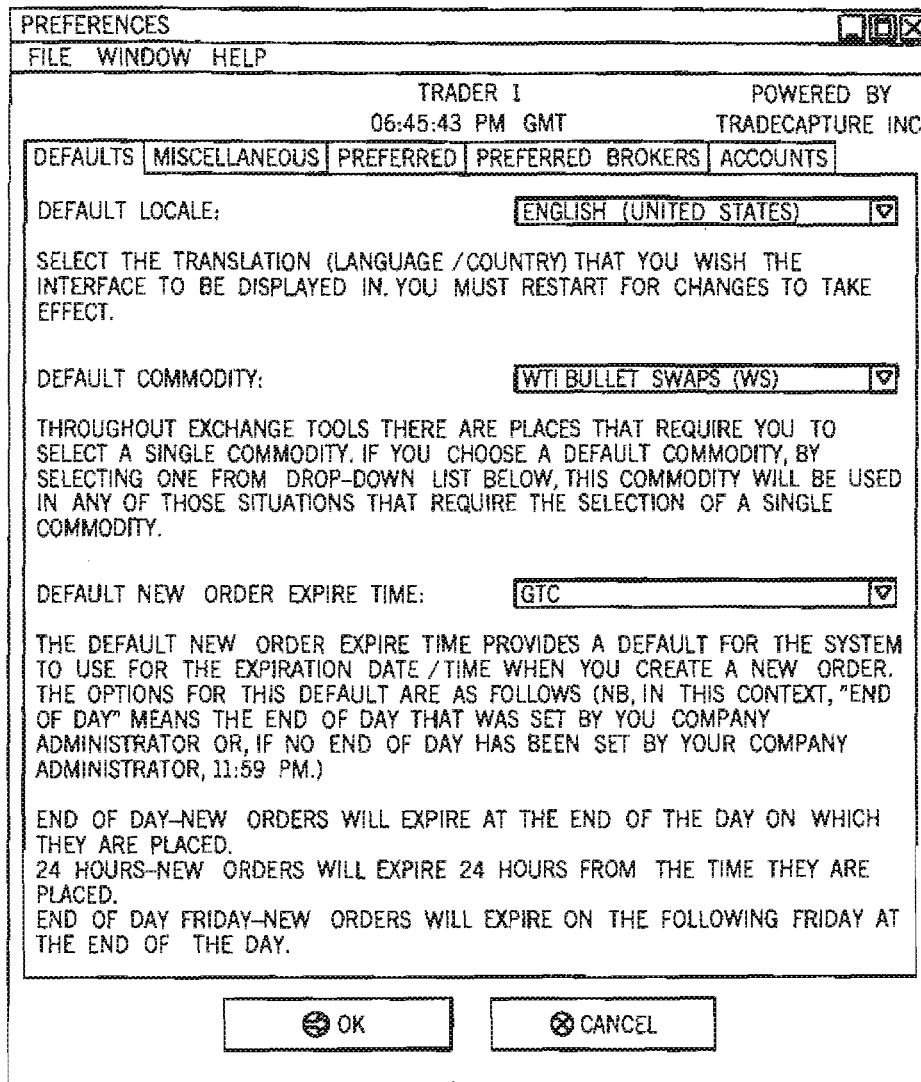 PREFERENCES
FILE WINDOW HELP
TRADER I POWERED BY
06:45:43 PM GMT TRADECAPTURE INC
DEFAULTS MISCELLANEOUS PREFERRED PREFERRED BROKERS ACCOUNTS
DEFAULT LOCALE: ENGLISH (UNITED STATES)
SELECT THE TRANSLATION (LANGUAGE / COUNTRY) THAT YOU WISH THE
INTERFACE TO BE DISPLAYED IN. YOU MUST RESTART FOR CHANGES TO TAKE
EFFECT.
DEFAULT COMMODITY: WTI BULLET SWAPS (WS)
THROUGHOUT EXCHANGE TOOLS THERE ARE PLACES THAT REQUIRE YOU TO
SELECT A SINGLE COMMODITY. IF YOU CHOOSE A DEFAULT COMMODITY, BY
SELECTING ONE FROM DROP-DOWN LIST BELOW, THIS COMMODITY WILL BE USED
IN ANY OF THOSE SITUATIONS THAT REQUIRE THE SELECTION OF A SINGLE
COMMODITY.
DEFAULT NEW ORDER EXPIRE TIME: GTC
THE DEFAULT NEW ORDER EXPIRE TIME PROVIDES A DEFAULT FOR THE SYSTEM
TO USE FOR THE EXPIRATION DATE / TIME WHEN YOU CREATE A NEW ORDER.
THE OPTIONS FOR THIS DEFAULT ARE AS FOLLOWS (NB, IN THIS CONTEXT, "END
OF DAY" MEANS THE END OF DAY THAT WAS SET BY YOU COMPANY
ADMINISTRATOR OR, IF NO END OF DAY HAS BEEN SET BY YOUR COMPANY
ADMINISTRATOR, 11:59 PM.)
END OF DAY–NEW ORDERS WILL EXPIRE AT THE END OF THE DAY ON WHICH
THEY ARE PLACED.
24 HOURS–NEW ORDERS WILL EXPIRE 24 HOURS FROM THE TIME THEY ARE
PLACED.
END OF DAY FRIDAY–NEW ORDERS WILL EXPIRE ON THE FOLLOWING FRIDAY AT
THE END OF THE DAY.
OK CANCEL